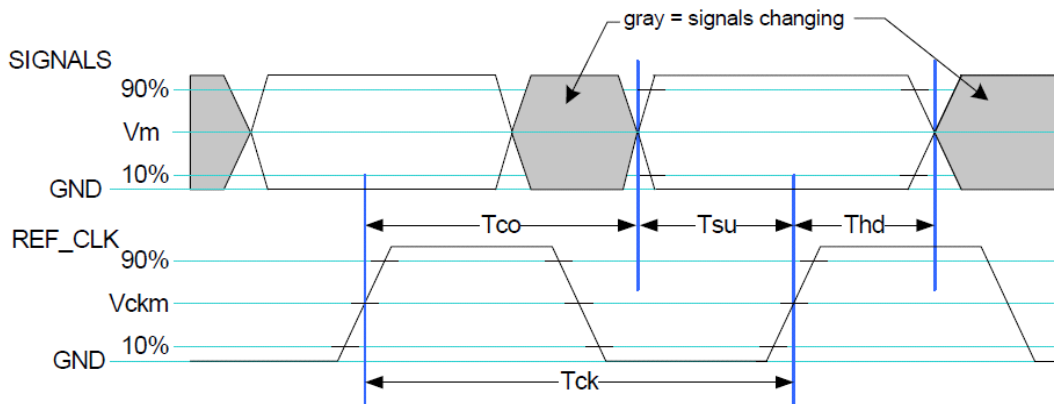 gray = signals changing
SIGNALS
90%
Vm
10%
GND
Tco
Tsu
Thd
REF_CLK
90%
Vckm
10%
GND
Tck